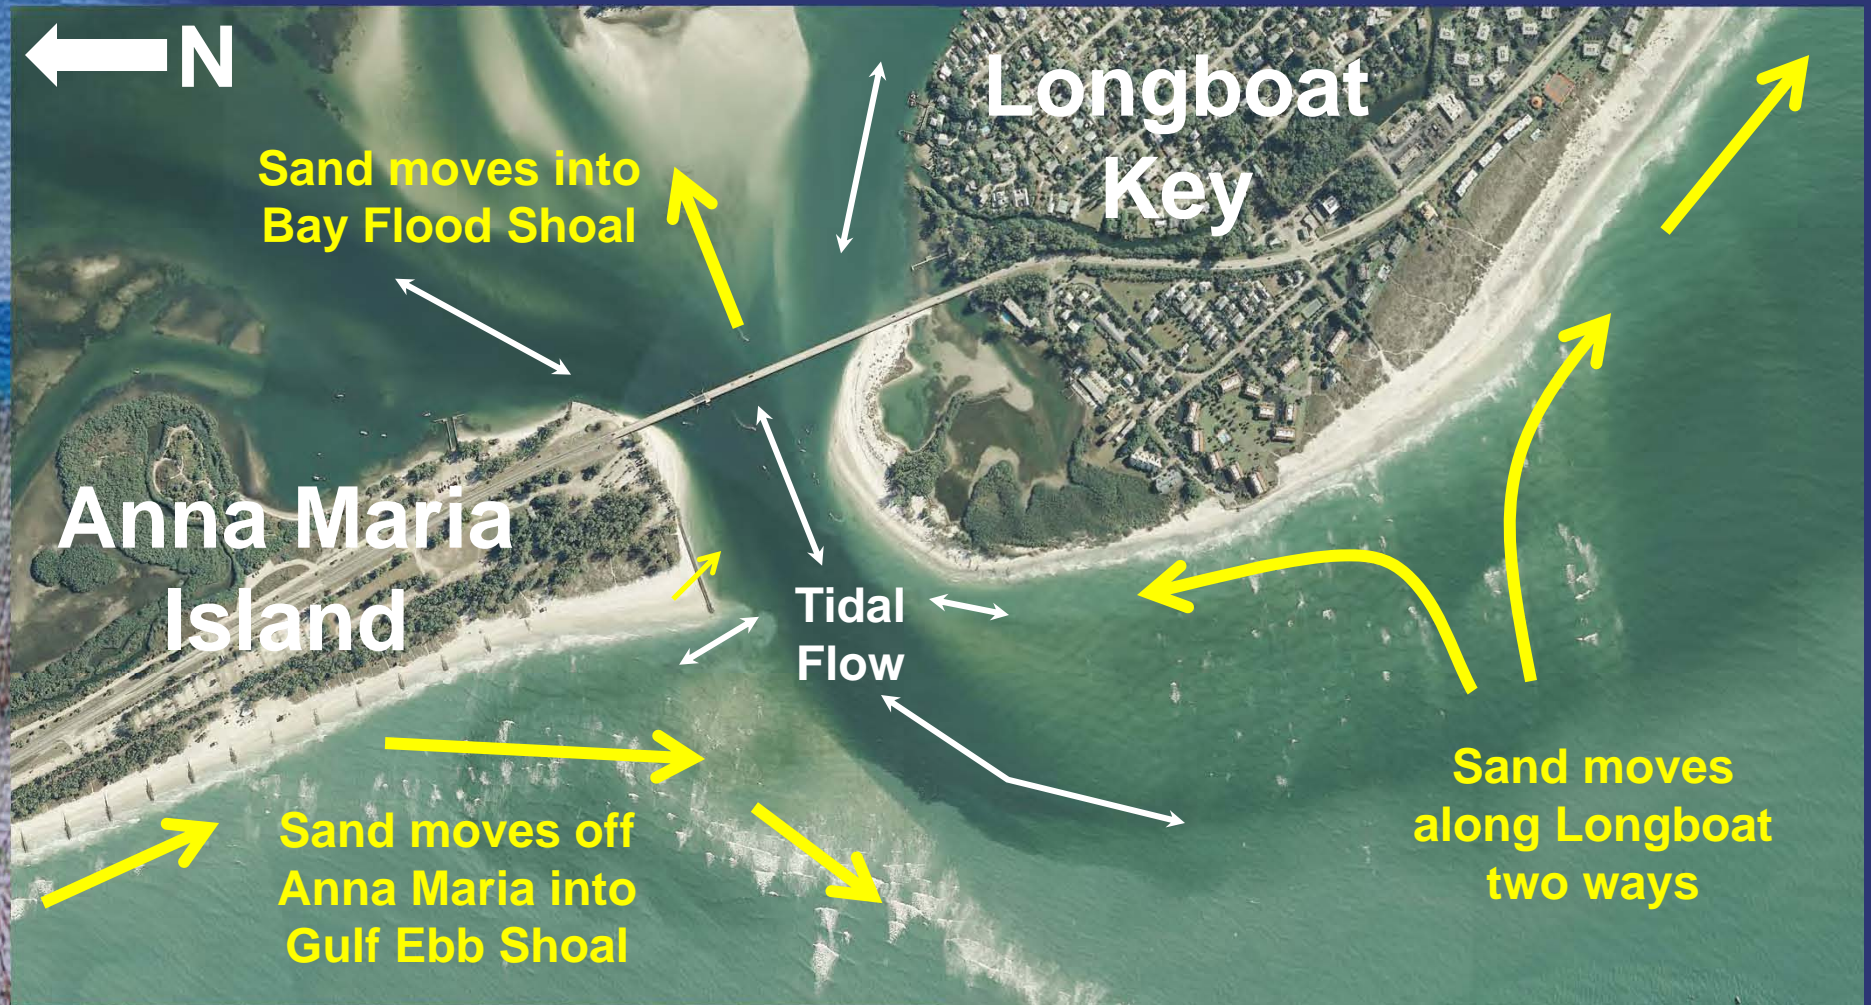 N
Longboat
Key
Sand moves into
Bay Flood Shoal
Anna Maria
Island
Tidal
Flow
Sand moves off
Anna Maria into
Gulf Ebb Shoal
Sand moves
along Longboat
two ways